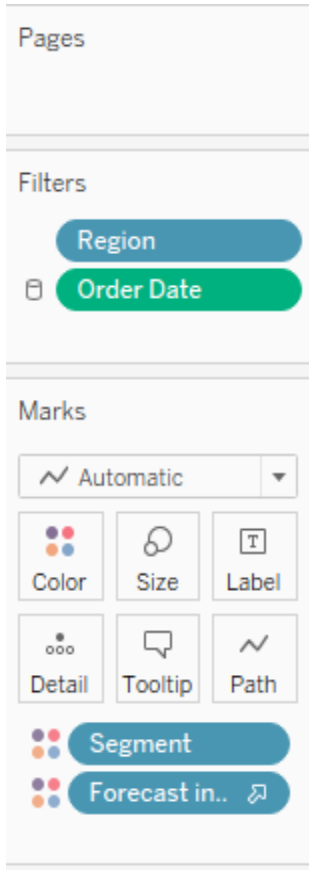 Pages
Filters
Region
Order Date
Marks
Automatic
Color
Size
T
Label
Detail
Tooltip
Path
Segment
Forecast in..